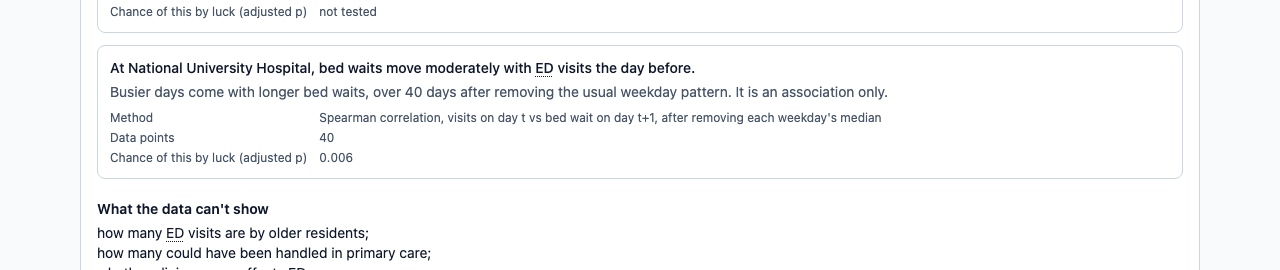 Chance of this by luck (adjusted p) not tested
At National University Hospital, bed waits move moderately with ED visits the day before.
Busier days come with longer bed waits, over 40 days after removing the usual weekday pattern. It is an association only.
Method Spearman correlation, visits on day t vs bed wait on day t+1, after removing each weekday's median
Data points 40
Chance of this by luck (adjusted p) 0.006
What the data can't show
how many ED visits are by older residents;
how many could have been handled in primary care;